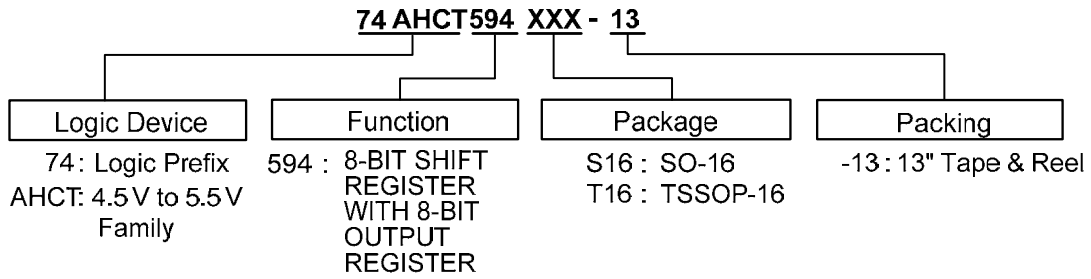 74 AHCT594 XXX - 13
Logic Device
74 : Logic Prefix
AHCT: 4.5 V to 5.5 V
Family
Function
594 : 8-BIT SHIFT
REGISTER
WITH 8-BIT
OUTPUT
REGISTER
Package
S16 : SO-16
T16 : TSSOP-16
Packing
-13 : 13" Tape & Reel